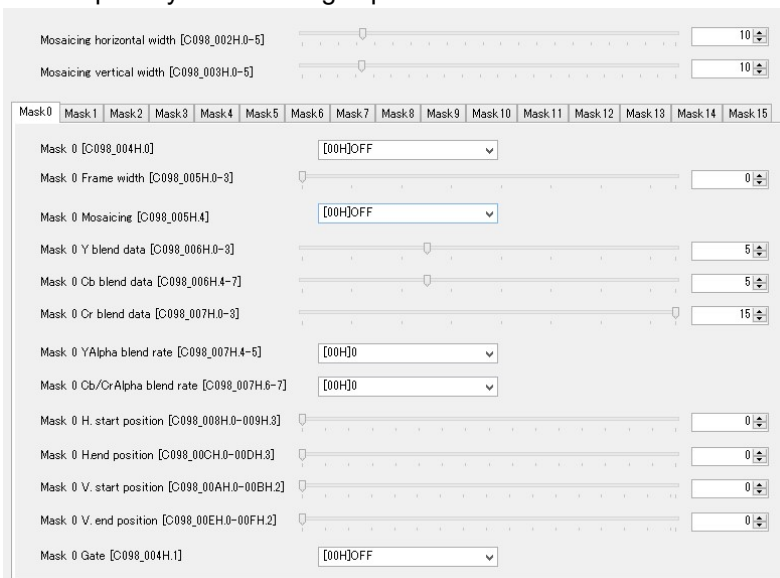 Mosaicing horizontal width [C098_002H.0-5] 10
Mosaicing vertical width [C098_003H.0-5] 10
Mask0 Mask1 Mask2 Mask3 Mask4 Mask5 Mask6 Mask7 Mask8 Mask9 Mask10 Mask11 Mask12 Mask13 Mask14 Mask15
Mask 0 [C098_004H.0] [00H]OFF
Mask 0 Frame width [C098_005H.0-3] 0
Mask 0 Mosaicing [C098_005H.4] [00H]OFF
Mask 0 Y blend data [C098_006H.0-3] 5
Mask 0 Cb blend data [C098_006H.4-7] 5
Mask 0 Cr blend data [C098_007H.0-3] 15
Mask 0 YAlpha blend rate [C098_007H.4-5] [00H]0
Mask 0 Cb/CrAlpha blend rate [C098_007H.6-7] [00H]0
Mask 0 H. start position [C098_008H.0-009H.3] 0
Mask 0 H.end position [C098_00CH.0-00DH.3] 0
Mask 0 V. start position [C098_00AH.0-00BH.2] 0
Mask 0 V. end position [C098_00EH.0-00FH.2] 0
Mask 0 Gate [C098_004H.1] [00H]OFF